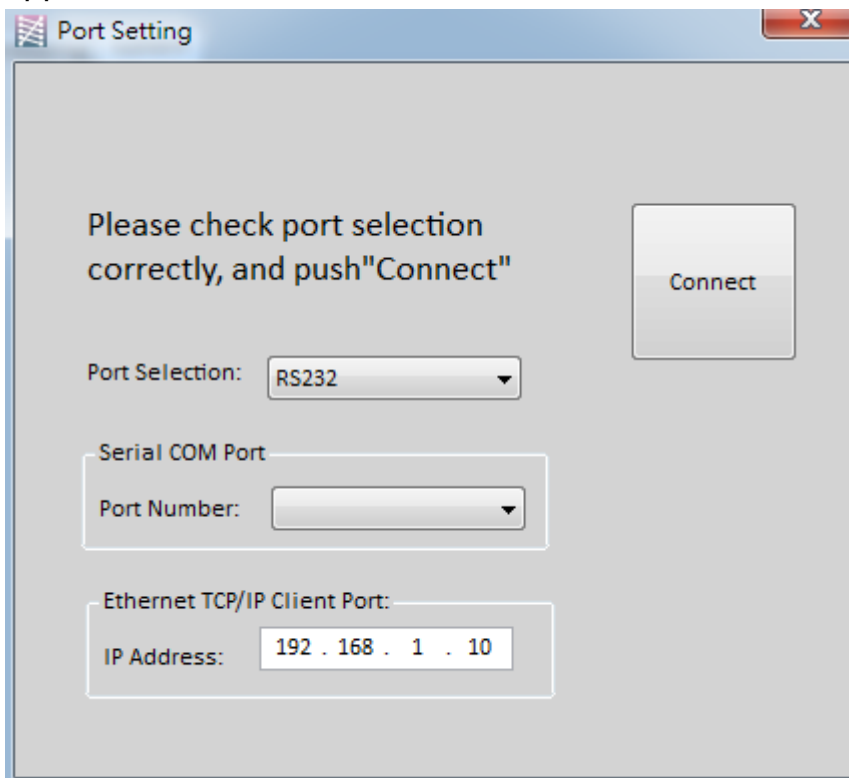 Port Setting
X
Please check port selection
correctly, and push"Connect"
Connect
Port Selection:
RS232
Serial COM Port
Port Number:
Ethernet TCP/IP Client Port:
IP Address:
192 . 168 . 1 . 10